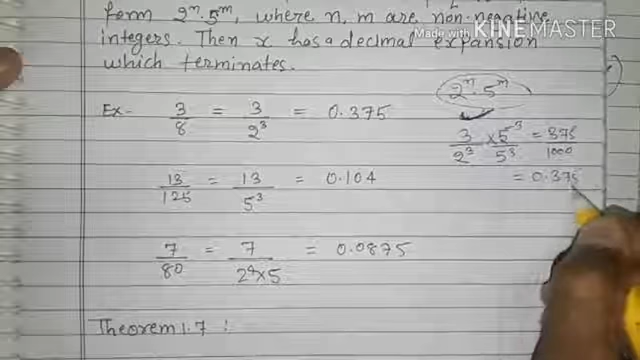 form 2ⁿ·5ᵐ, where n, m are non-negative
integers. Then x has a decimal expansion
which terminates.
Made with KINEMASTER
2ⁿ·5ᵐ
Ex- 3/8 = 3/2³ = 0.375
3/2³ × 5³/5³ = 375/1000
= 0.375
13/125 = 13/5³ = 0.104
7/80 = 7/2⁴×5 = 0.0875
Theorem 1.7 :